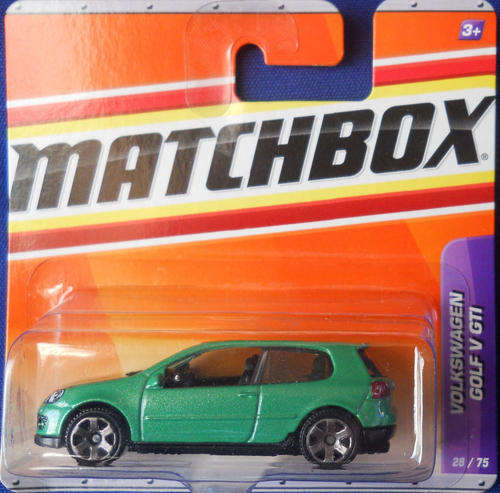 3+
MATCHBOX®
VOLKSWAGEN
GOLF V GTI
28 / 75